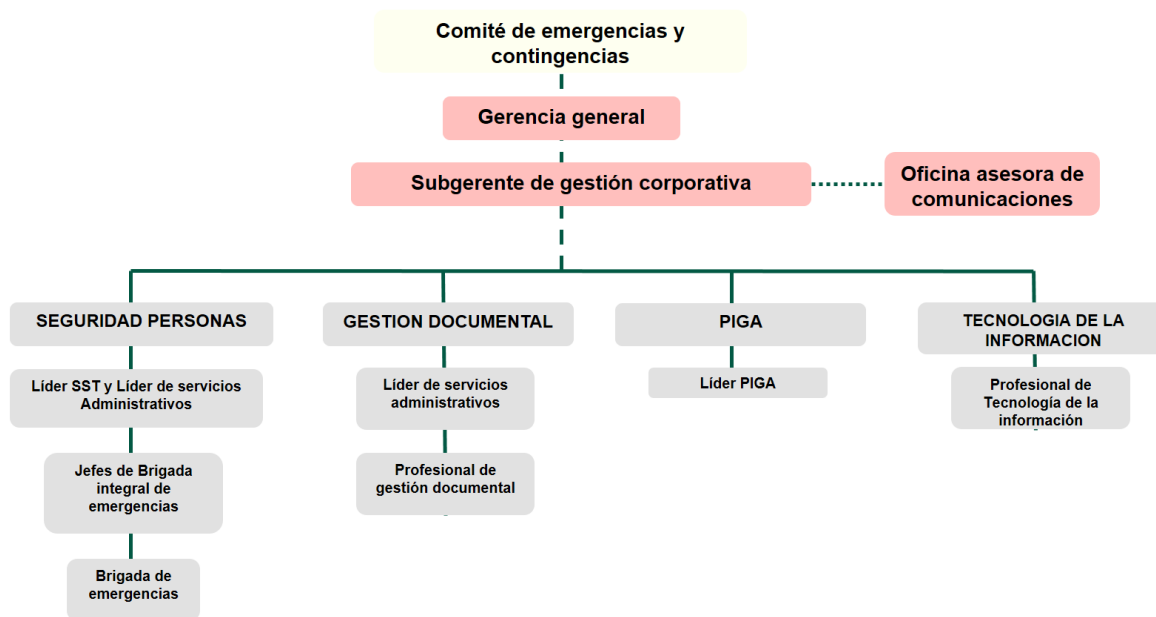 Comité de emergencias y
contingencias
Gerencia general
Subgerente de gestión corporativa
Oficina asesora de
comunicaciones
SEGURIDAD PERSONAS
GESTION DOCUMENTAL
PIGA
TECNOLOGIA DE LA
INFORMACION
Líder SST y Líder de servicios
Administrativos
Líder de servicios
administrativos
Líder PIGA
Profesional de
Tecnología de la
información
Jefes de Brigada
integral de
emergencias
Profesional de
gestión documental
Brigada de
emergencias